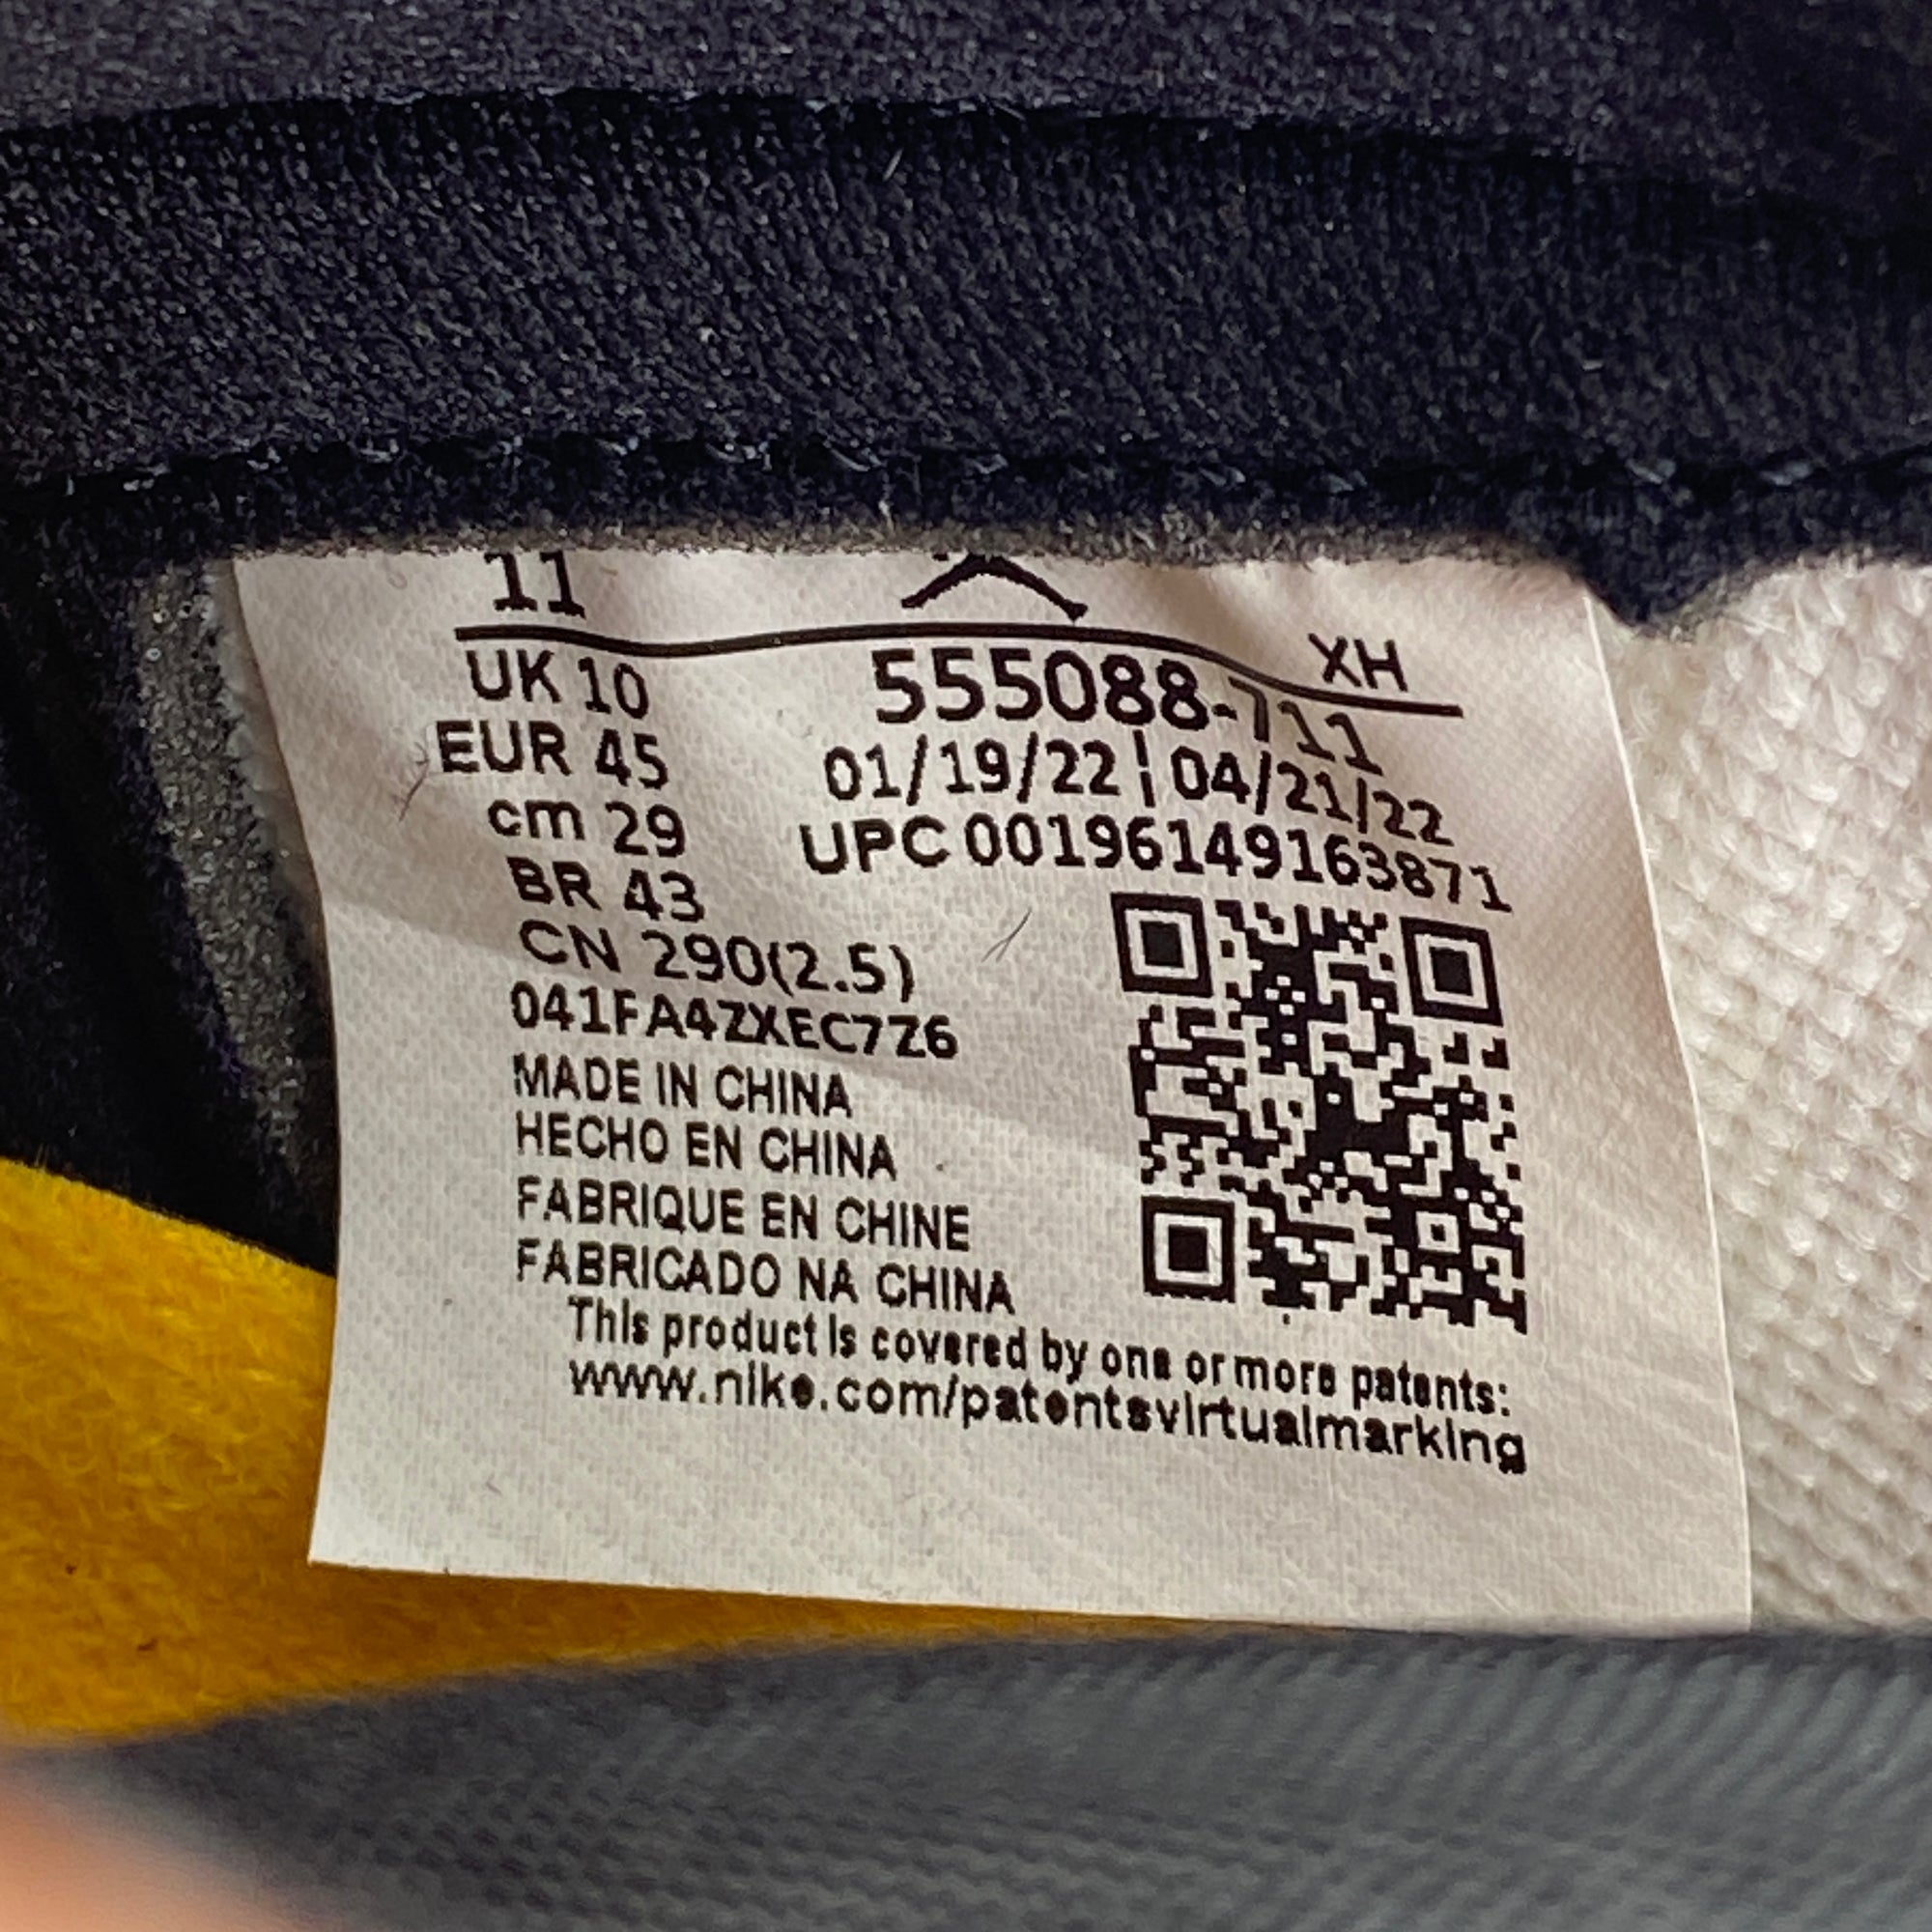 11
XH
UK 10
555088-711
EUR 45
01/19/22 ¦ 04/21/22
cm 29
UPC 00196149163871
BR 43
CN 290(2.5)
041FA4ZXEC7Z6
MADE IN CHINA
HECHO EN CHINA
FABRIQUE EN CHINE
FABRICADO NA CHINA
This product is covered by one or more patents:
www.nike.com/patentsvirtualmarking